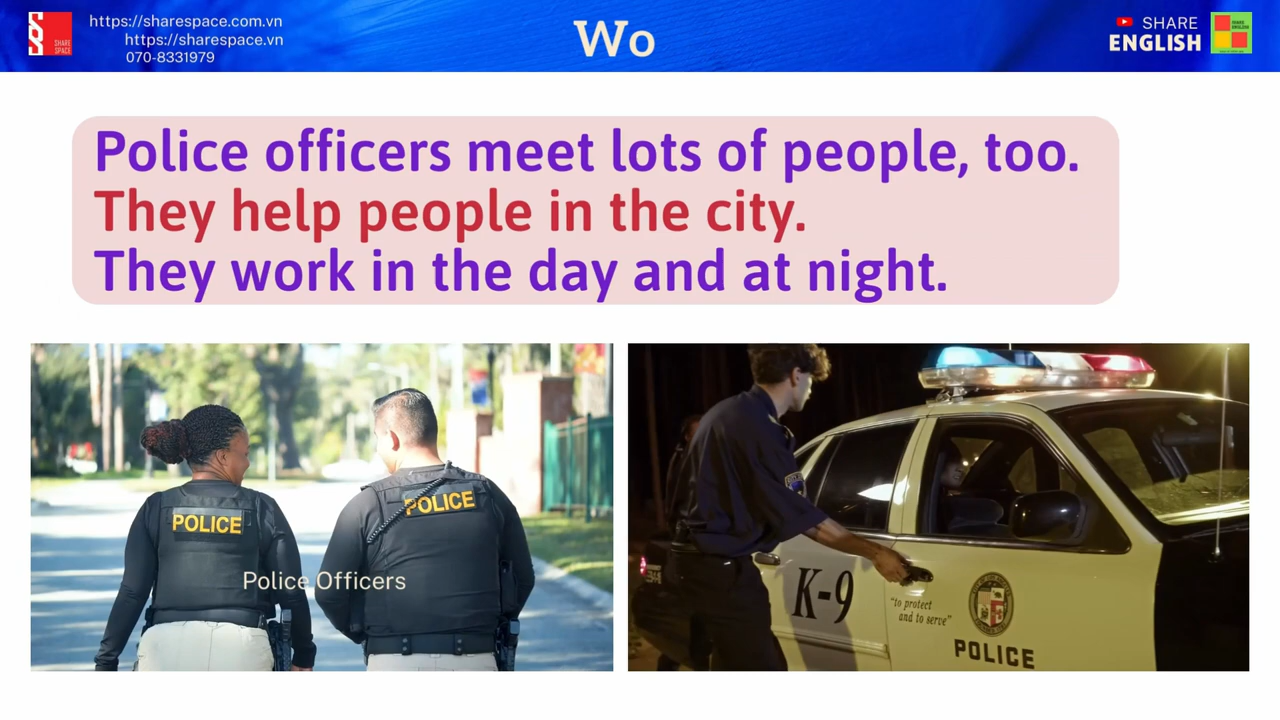 https://sharespace.com.vn
https://sharespace.vn
070-8331979
SHARE
SPACE
Wo
SHARE
ENGLISH
Police officers meet lots of people, too.
They help people in the city.
They work in the day and at night.
POLICE
POLICE
Police Officers
K-9
“to protect
and to serve”
POLICE